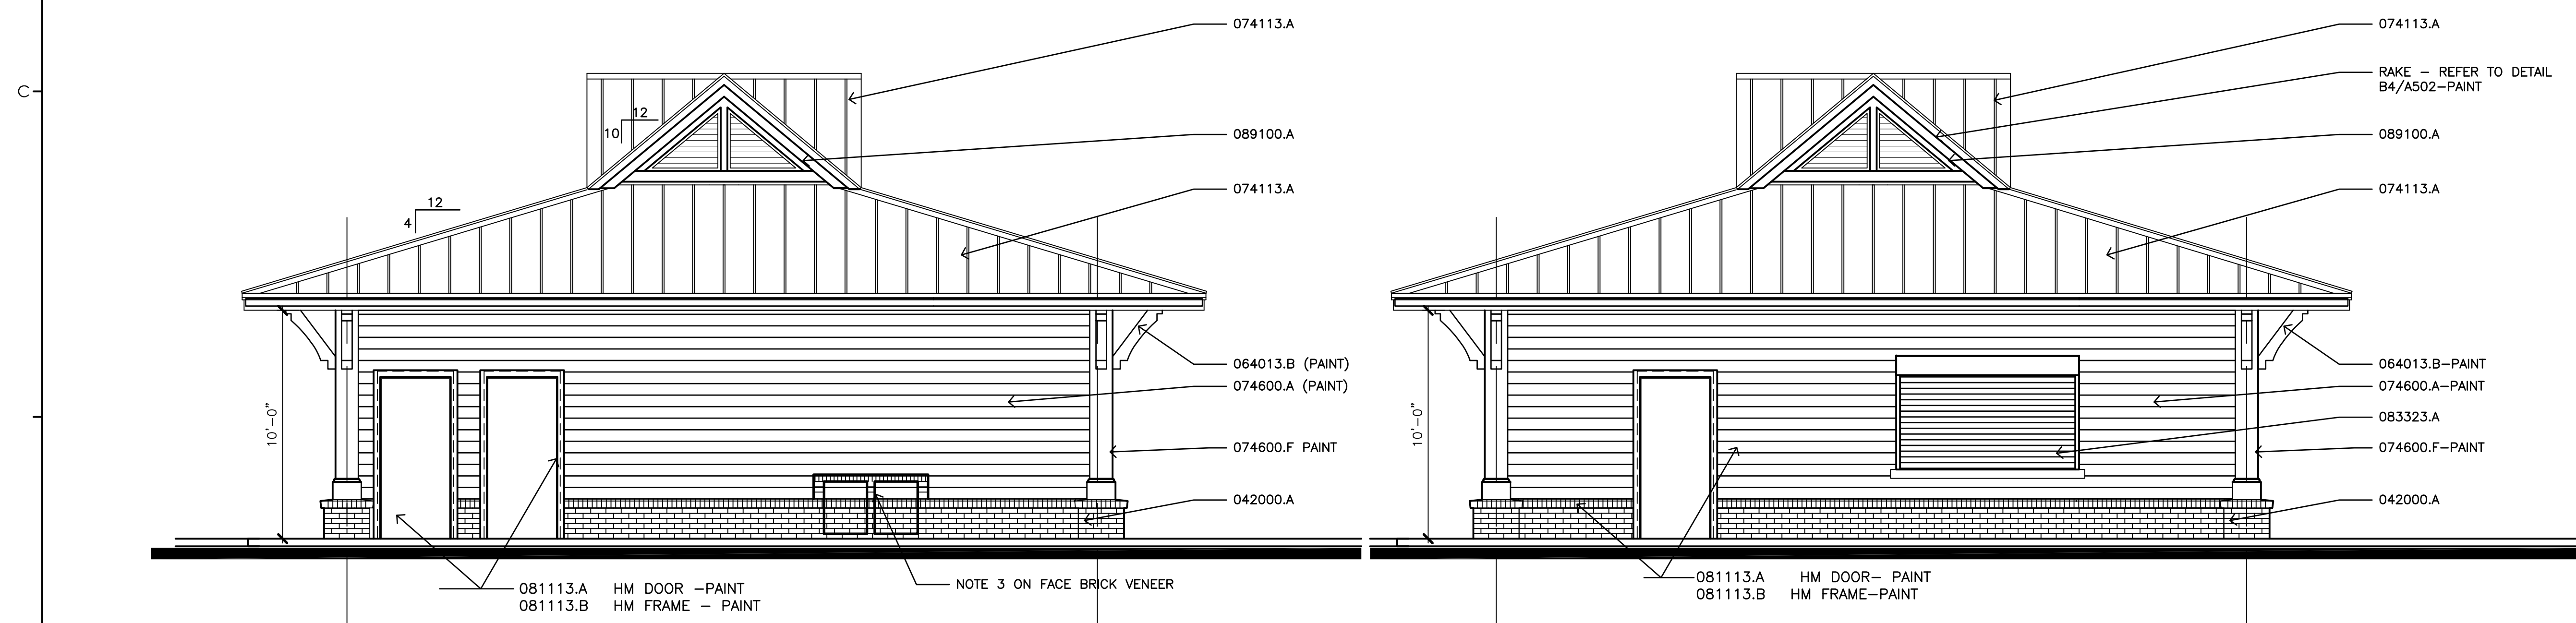 C
074113.A
12
10
089100.A
12
4
074113.A
10'-0"
064013.B (PAINT)
074600.A (PAINT)
074600.F PAINT
042000.A
081113.A HM DOOR -PAINT
081113.B HM FRAME - PAINT
NOTE 3 ON FACE BRICK VENEER
074113.A
RAKE - REFER TO DETAIL
B4/A502-PAINT
089100.A
074113.A
10'-0"
064013.B-PAINT
074600.A-PAINT
083323.A
074600.F-PAINT
042000.A
081113.A HM DOOR- PAINT
081113.B HM FRAME-PAINT